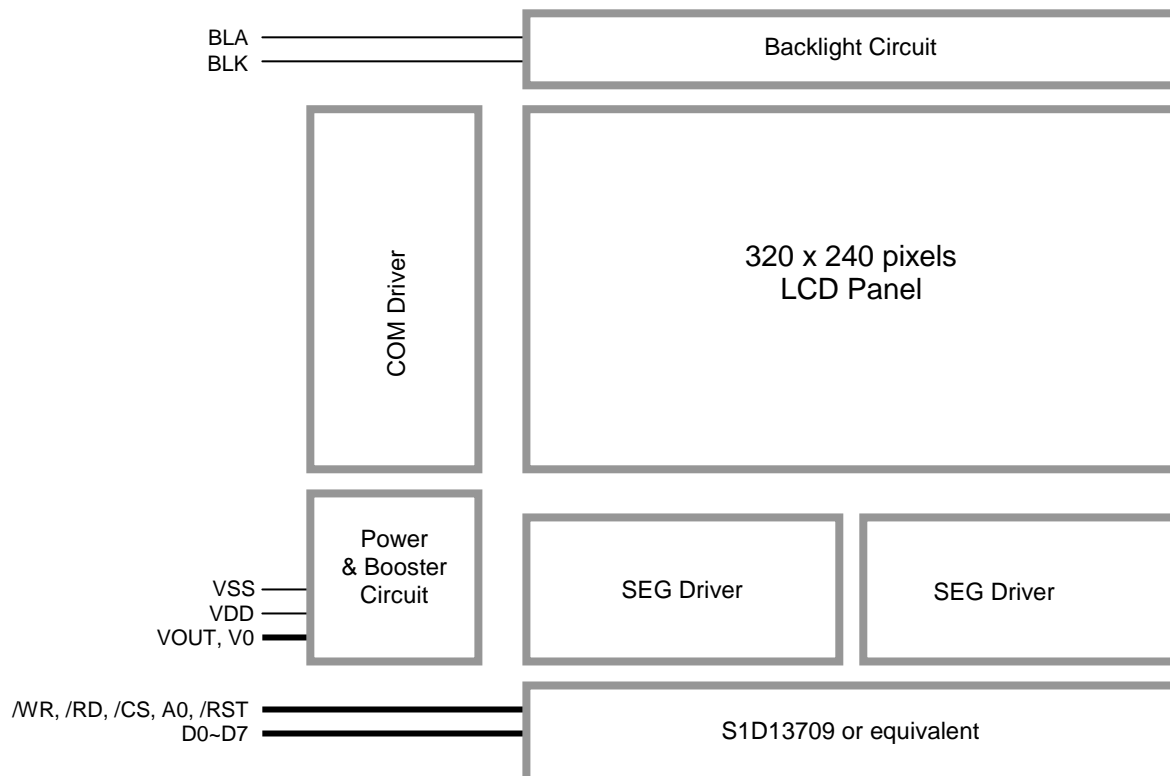 BLA
BLK
Backlight Circuit
COM Driver
320 x 240 pixels
LCD Panel
Power
& Booster
Circuit
VSS
VDD
VOUT, V0
SEG Driver
SEG Driver
/WR, /RD, /CS, A0, /RST
D0~D7
S1D13709 or equivalent